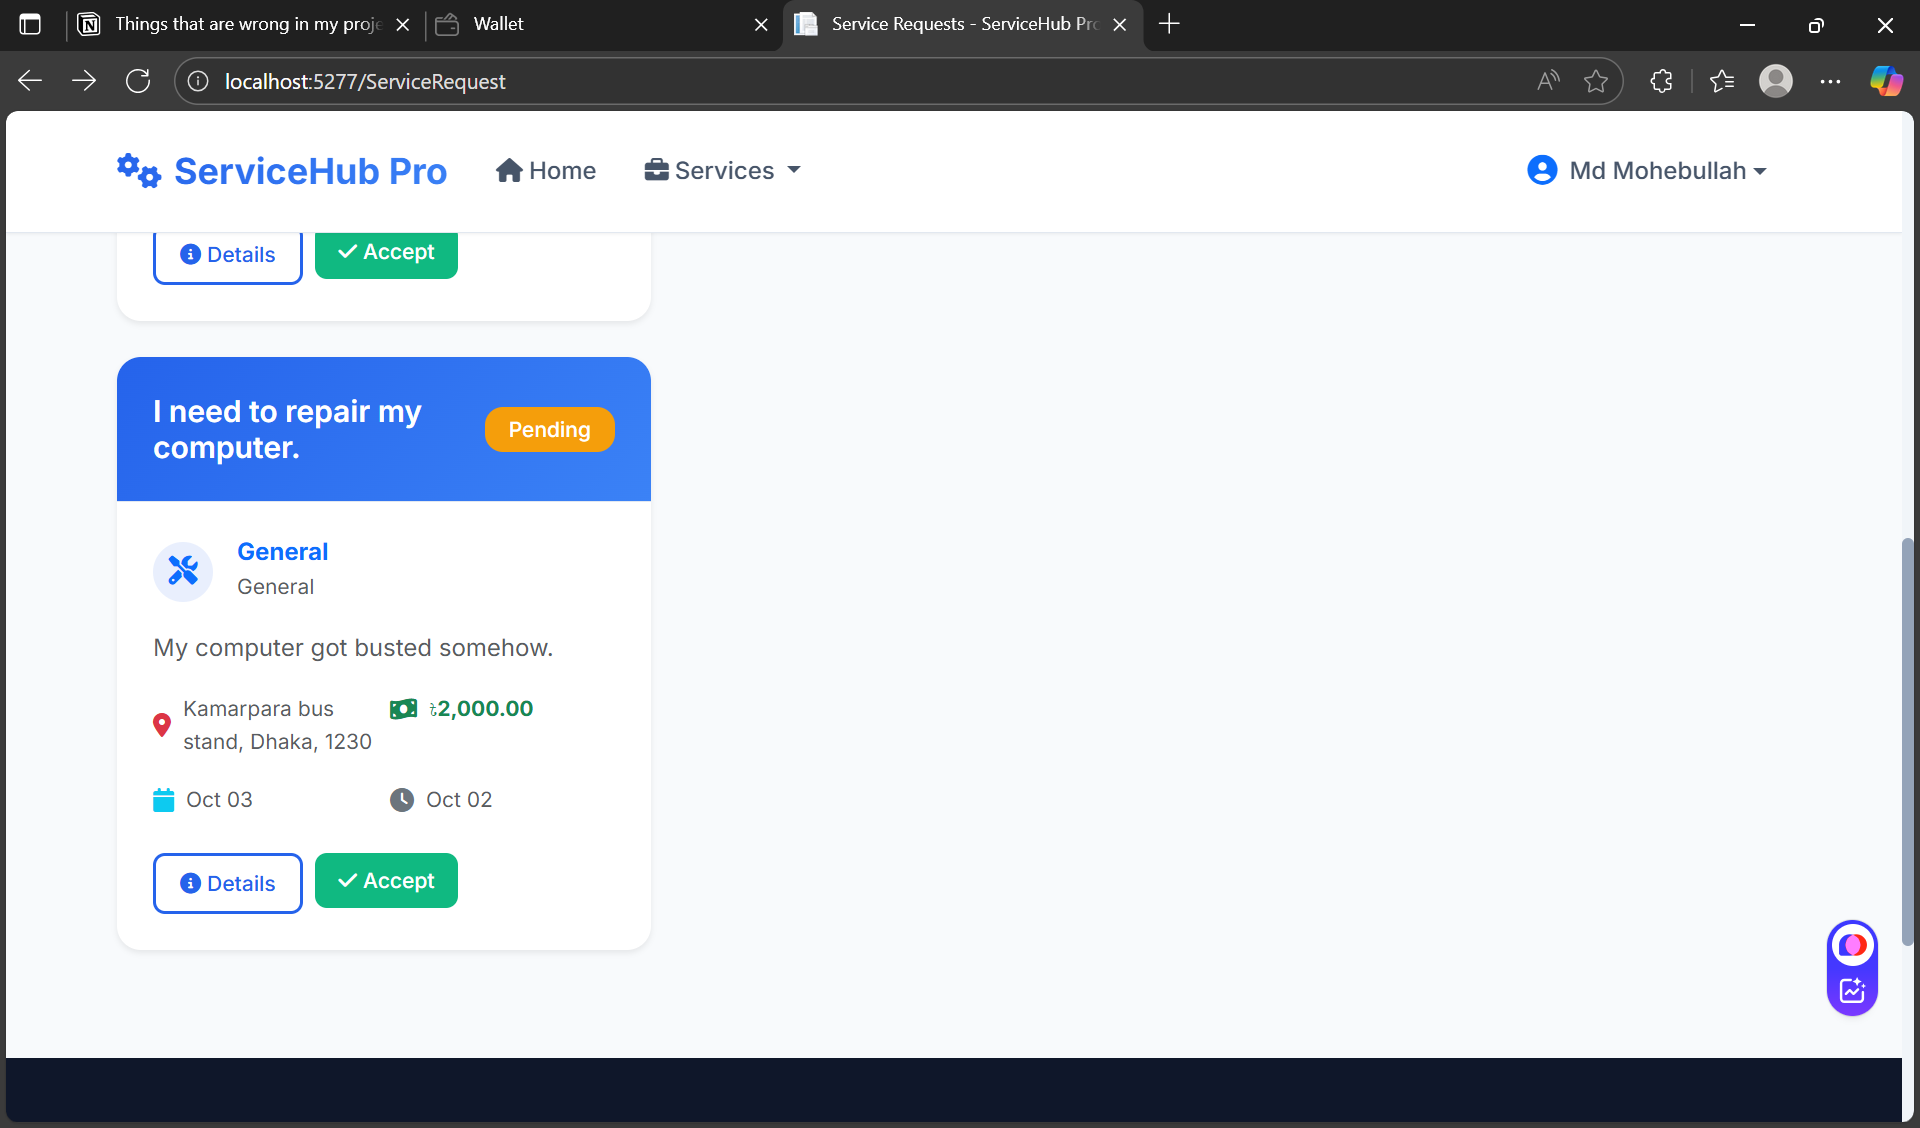 Things that are wrong in my proje
Wallet
Service Requests - ServiceHub Pro
localhost:5277/ServiceRequest
ServiceHub Pro
Home
Services
Md Mohebullah
Details
Accept
I need to repair my
computer.
Pending
General
General
My computer got busted somehow.
Kamarpara bus
stand, Dhaka, 1230
৳2,000.00
Oct 03
Oct 02
Details
Accept